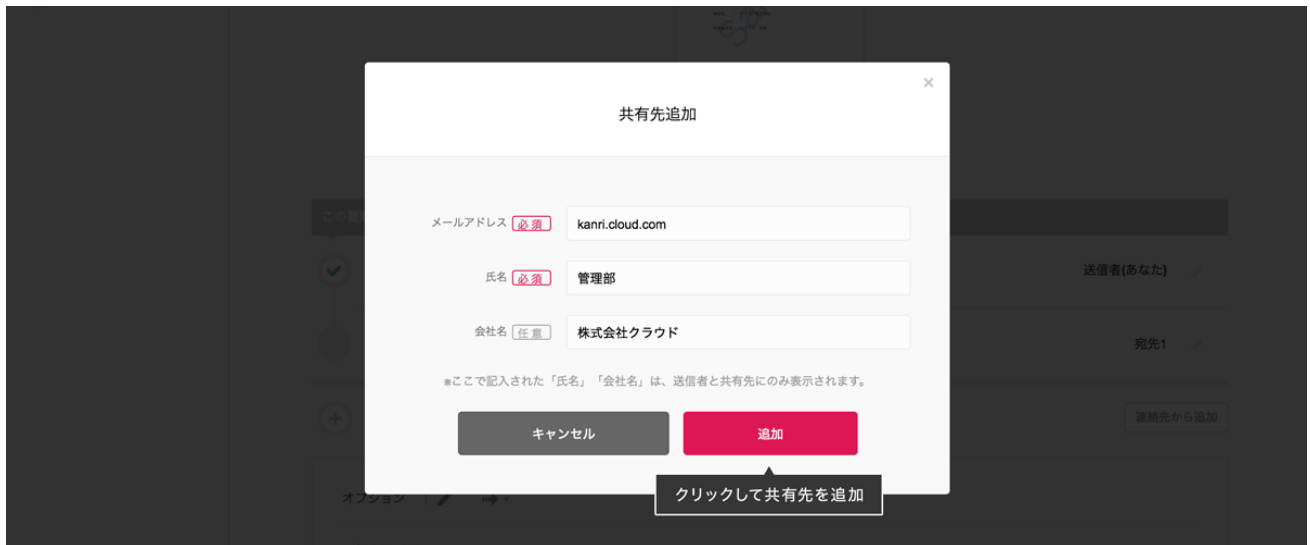 ×
共有先追加
メールアドレス 必須 kanri.cloud.com
氏名 必須 管理部
会社名 任意 株式会社クラウド
※ここで記入された「氏名」「会社名」は、送信者と共有先にのみ表示されます。
キャンセル 追加
クリックして共有先を追加
この
送信者(あなた)
宛先1
連絡先から追加
オプション